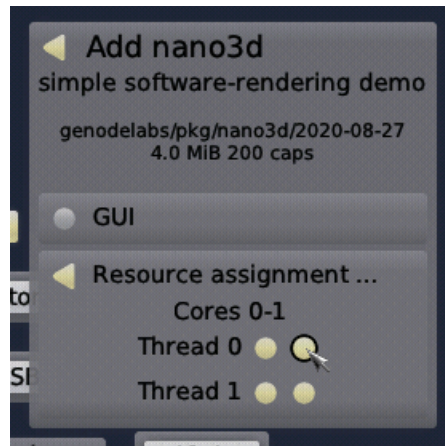 Add nano3d
simple software-rendering demo
genodelabs/pkg/nano3d/2020-08-27
4.0 MiB 200 caps
GUI
Resource assignment ...
Cores 0-1
Thread 0
Thread 1